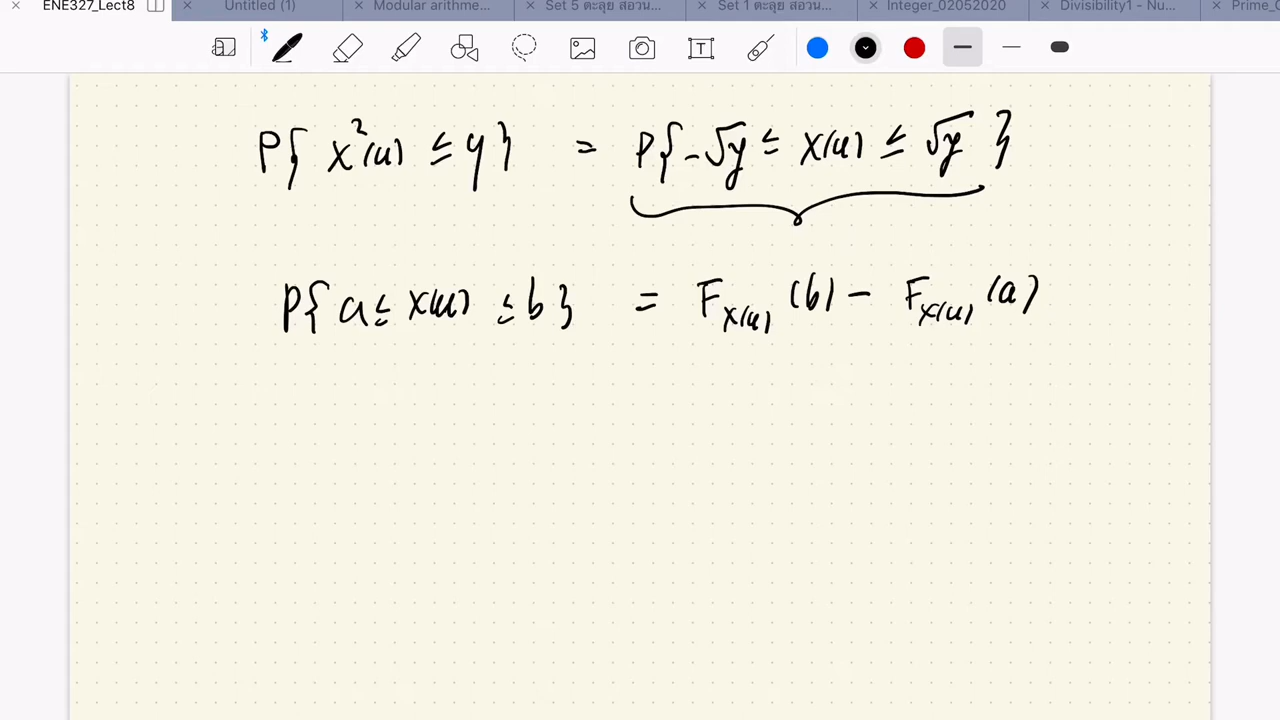 ENE327_Lect8 Untitled (1) Modular arithme... Set 5 ตะลุย สอวน... Set 1 ตะลุย สอวน... Integer_02052020 Divisibility1 - Nu... Prime_
P{ X²(u) ≤ y } = P{ -√y ≤ X(u) ≤ √y }
P{ a ≤ X(u) ≤ b } = F_X(u) (b) - F_X(u) (a)